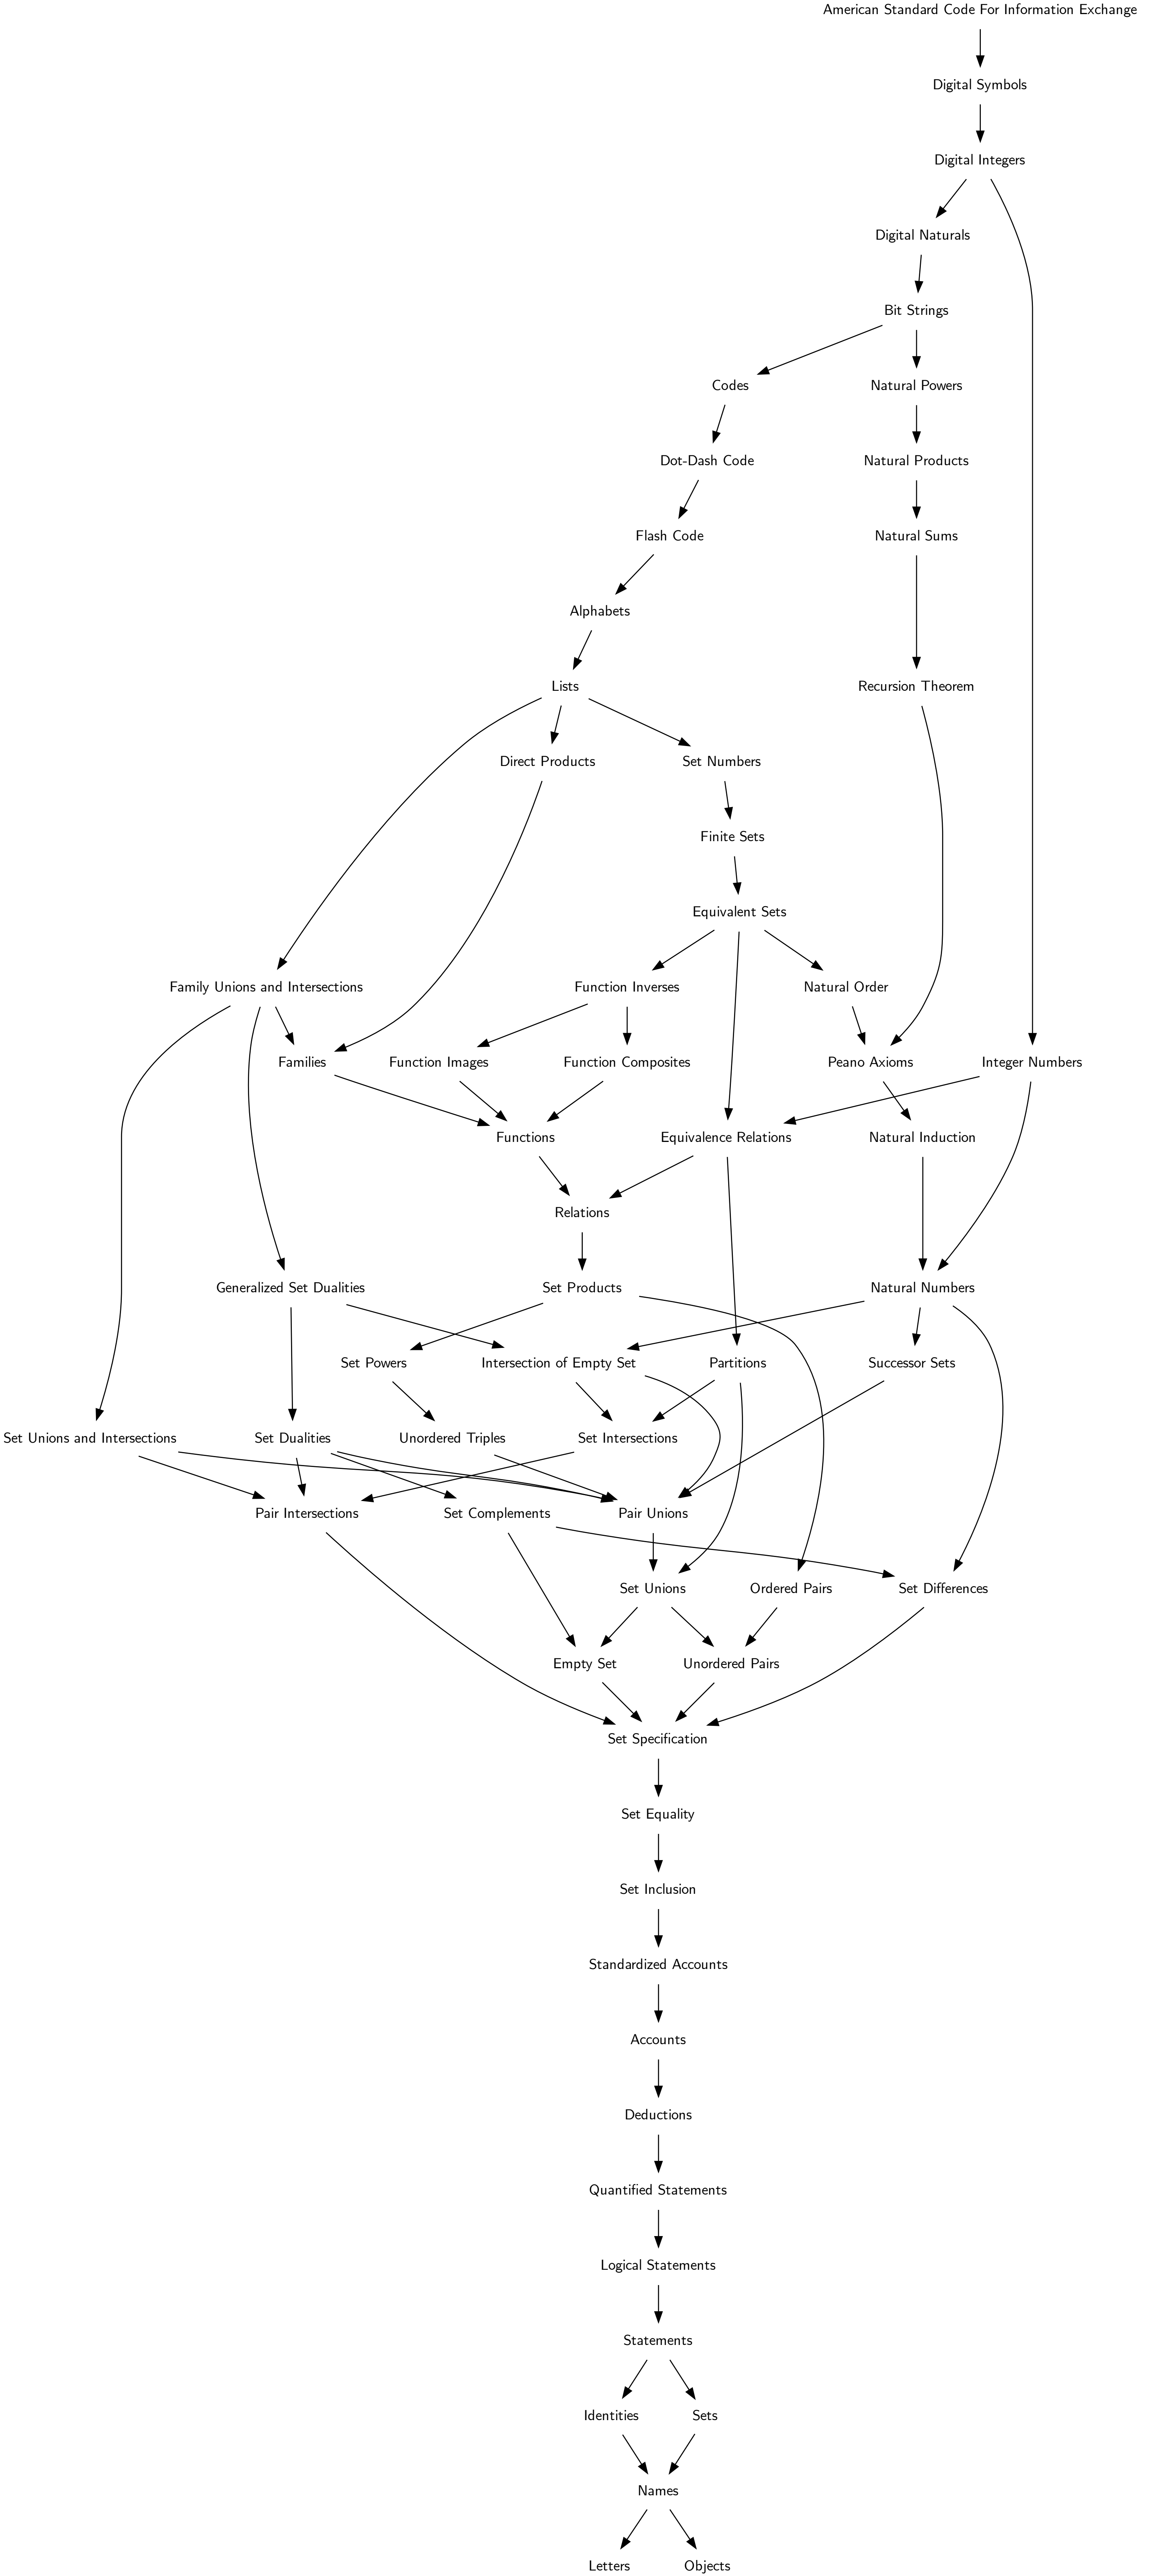 American Standard Code For Information Exchange
Digital Symbols
Digital Integers
Digital Naturals
Bit Strings
Codes
Natural Powers
Dot-Dash Code
Natural Products
Flash Code
Natural Sums
Alphabets
Lists
Recursion Theorem
Direct Products
Set Numbers
Finite Sets
Equivalent Sets
Family Unions and Intersections
Function Inverses
Natural Order
Families
Function Images
Function Composites
Peano Axioms
Integer Numbers
Functions
Equivalence Relations
Natural Induction
Relations
Generalized Set Dualities
Set Products
Natural Numbers
Set Powers
Intersection of Empty Set
Partitions
Successor Sets
Set Unions and Intersections
Set Dualities
Unordered Triples
Set Intersections
Pair Intersections
Set Complements
Pair Unions
Set Unions
Ordered Pairs
Set Differences
Empty Set
Unordered Pairs
Set Specification
Set Equality
Set Inclusion
Standardized Accounts
Accounts
Deductions
Quantified Statements
Logical Statements
Statements
Identities
Sets
Names
Letters
Objects